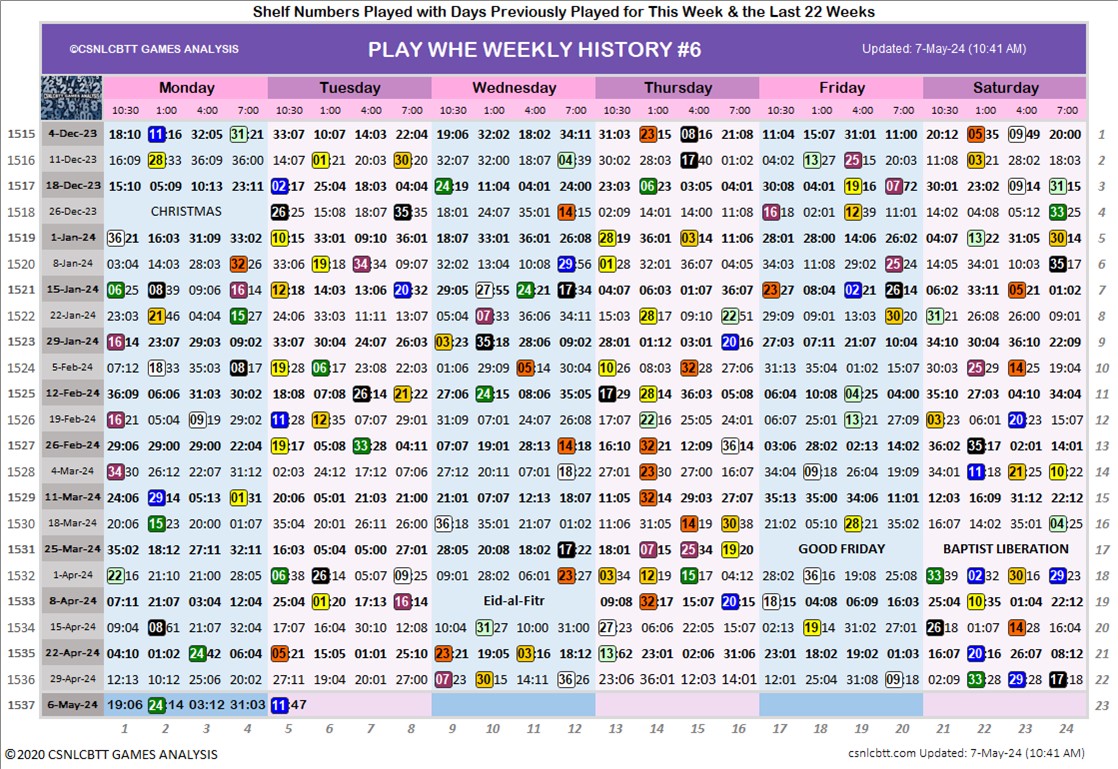 Shelf Numbers Played with Days Previously Played for This Week & the Last 22 Weeks
©CSNLCBTT GAMES ANALYSIS PLAY WHE WEEKLY HISTORY #6 Updated: 7-May-24 (10:41 AM)
Monday Tuesday Wednesday Thursday Friday Saturday
10:30 1:00 4:00 7:00 10:30 1:00 4:00 7:00 10:30 1:00 4:00 7:00 10:30 1:00 4:00 7:00 10:30 1:00 4:00 7:00 10:30 1:00 4:00 7:00
1515 4-Dec-23 18:10 11:16 32:05 31:21 33:07 10:07 14:03 22:04 19:06 32:02 18:02 34:11 31:03 23:15 08:16 21:08 11:04 15:07 31:01 11:00 20:12 05:35 09:49 20:00 1
1516 11-Dec-23 16:09 28:33 36:09 36:00 14:07 01:21 20:03 30:20 32:07 32:00 18:07 04:39 30:02 28:03 17:40 01:02 04:02 13:27 25:15 20:03 11:08 03:21 28:02 18:03 2
1517 18-Dec-23 15:10 05:09 10:13 23:11 02:17 25:04 18:03 04:04 24:19 11:04 04:01 24:00 23:03 06:23 03:05 04:01 30:08 04:01 19:16 07:72 30:01 23:02 09:14 31:15 3
1518 26-Dec-23 CHRISTMAS 26:25 15:08 18:07 35:35 18:01 24:07 35:01 14:15 02:09 14:01 14:00 11:08 16:18 02:01 12:39 11:01 14:02 04:08 05:12 33:25 4
1519 1-Jan-24 36:21 16:03 31:09 33:02 10:15 33:01 09:10 36:01 18:07 33:01 36:01 26:08 28:19 36:01 03:14 11:06 28:01 28:00 14:06 26:02 04:07 13:22 31:05 30:14 5
1520 8-Jan-24 03:04 14:03 28:03 32:26 33:06 19:18 34:34 09:07 32:02 13:04 10:08 29:56 01:28 32:01 36:07 04:05 34:03 11:08 29:02 25:24 14:05 34:01 10:03 35:17 6
1521 15-Jan-24 06:25 08:39 09:06 16:14 12:18 14:03 13:06 20:32 29:05 27:55 24:21 17:34 04:07 06:03 01:07 36:07 23:27 08:04 02:21 26:14 06:02 33:11 05:21 01:02 7
1522 22-Jan-24 23:03 21:46 04:04 15:27 24:06 33:03 11:11 13:07 05:04 07:33 36:06 34:11 15:03 28:17 09:10 22:51 29:09 09:01 13:03 30:20 31:21 26:08 26:00 09:01 8
1523 29-Jan-24 16:14 23:07 29:03 09:02 33:07 30:04 24:07 26:03 03:23 35:18 28:06 09:02 28:01 01:12 03:01 20:16 27:03 07:11 21:07 10:04 34:10 30:04 36:10 22:09 9
1524 5-Feb-24 07:12 18:33 35:03 08:17 19:28 06:17 23:08 22:03 01:06 29:09 05:14 30:04 10:26 08:03 32:28 27:06 31:13 35:04 01:02 15:07 30:03 25:29 23:14 19:04 10
1525 12-Feb-24 36:09 06:06 31:03 30:02 18:08 07:08 26:14 21:22 27:06 24:15 08:06 35:05 17:29 28:14 36:03 05:08 06:04 10:08 04:25 04:00 35:10 27:03 04:10 34:04 11
1526 19-Feb-24 16:21 05:04 09:19 29:02 11:28 12:35 07:07 29:01 31:09 07:01 24:07 26:08 17:07 22:16 25:05 24:01 06:07 20:01 13:21 27:09 03:23 06:01 20:23 15:07 12
1527 26-Feb-24 29:06 29:00 29:00 22:04 19:17 05:08 33:28 04:11 07:07 19:01 28:13 14:18 16:10 32:21 12:09 36:14 03:05 28:02 02:13 14:02 36:02 35:17 02:01 14:01 13
1528 4-Mar-24 34:30 26:12 22:07 31:12 02:03 24:12 17:12 07:06 27:12 20:11 07:01 18:22 27:01 23:30 27:00 16:07 34:04 09:18 26:04 19:09 34:01 11:18 21:25 10:22 14
1529 11-Mar-24 24:06 29:14 05:13 01:31 20:06 05:01 21:03 21:00 21:01 07:07 12:13 18:07 11:05 32:14 29:03 27:07 35:13 35:00 34:06 11:01 12:03 16:09 31:12 22:12 15
1530 18-Mar-24 20:06 15:23 20:00 01:07 35:04 20:01 26:11 26:00 36:18 35:01 21:07 01:02 11:06 31:05 14:19 30:38 21:02 05:10 28:21 03:20 16:07 14:02 35:01 04:25 16
1531 25-Mar-24 35:02 18:12 27:11 32:11 16:03 05:04 05:00 27:01 28:05 20:08 18:02 17:22 18:01 07:15 25:34 19:20 GOOD FRIDAY BAPTIST LIBERATION 17
1532 1-Apr-24 22:16 21:10 21:00 28:05 06:38 26:14 05:07 09:25 09:01 28:02 06:01 23:27 03:34 12:19 15:17 04:12 28:02 36:16 19:08 25:08 33:39 02:32 30:16 29:23 18
1533 8-Apr-24 07:11 21:07 03:04 12:04 25:04 01:20 17:13 16:14 Eid-al-Fitr 09:08 32:17 15:07 20:15 18:15 04:08 06:09 16:03 25:04 10:35 01:04 22:12 19
1534 15-Apr-24 09:04 08:61 21:07 32:04 17:07 16:04 30:10 12:08 10:04 31:27 10:00 31:00 27:23 06:06 22:05 15:07 02:13 19:14 31:02 27:01 26:18 01:07 14:28 16:04 20
1535 22-Apr-24 04:10 01:02 24:42 06:04 05:21 15:05 01:01 25:10 23:21 19:05 03:16 18:12 13:62 23:01 02:06 31:06 23:01 18:02 19:02 01:03 16:07 20:16 26:07 08:12 21
1536 29-Apr-24 12:13 10:12 25:06 20:02 27:11 19:04 20:01 27:00 07:23 30:15 14:11 36:26 23:06 36:01 12:03 14:01 12:01 25:04 31:08 09:18 02:09 33:28 29:28 17:18 22
1537 6-May-24 19:06 24:14 03:12 31:03 11:47 23
1 2 3 4 5 6 7 8 9 10 11 12 13 14 15 16 17 18 19 20 21 22 23 24
©2020 CSNLCBTT GAMES ANALYSIS csnlcbtt.com Updated: 7-May-24 (10:41 AM)